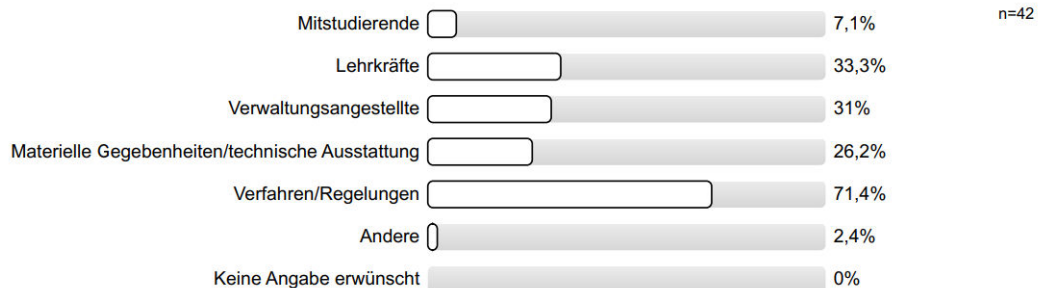 Mitstudierende 7,1% n=42
Lehrkräfte 33,3%
Verwaltungsangestellte 31%
Materielle Gegebenheiten/technische Ausstattung 26,2%
Verfahren/Regelungen 71,4%
Andere 2,4%
Keine Angabe erwünscht 0%